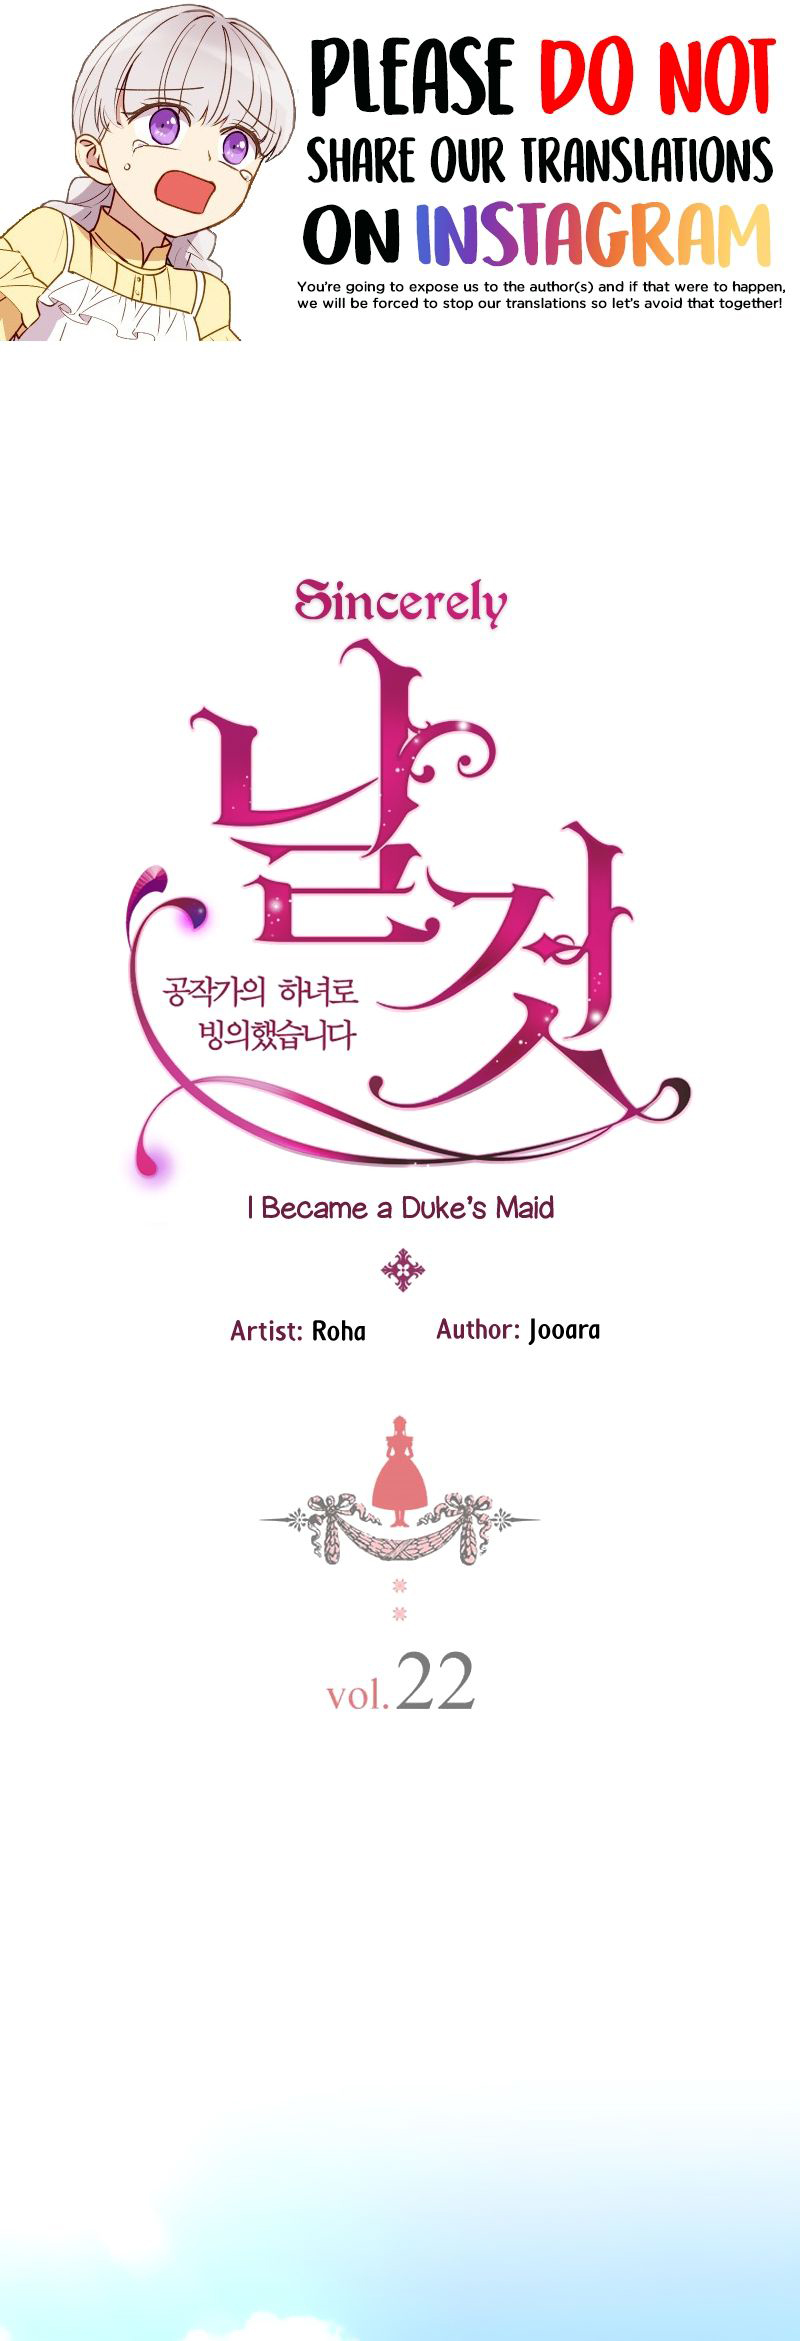 PLEASE DO NOT
SHARE OUR TRANSLATIONS
ON INSTAGRAM
You're going to expose us to the author(s) and if that were to happen,
we will be forced to stop our translations so let's avoid that together!
Sincerely
날것
공작가의 하녀로
빙의했습니다
I Became a Duke's Maid
Artist: Roha Author: Jooara
vol.22